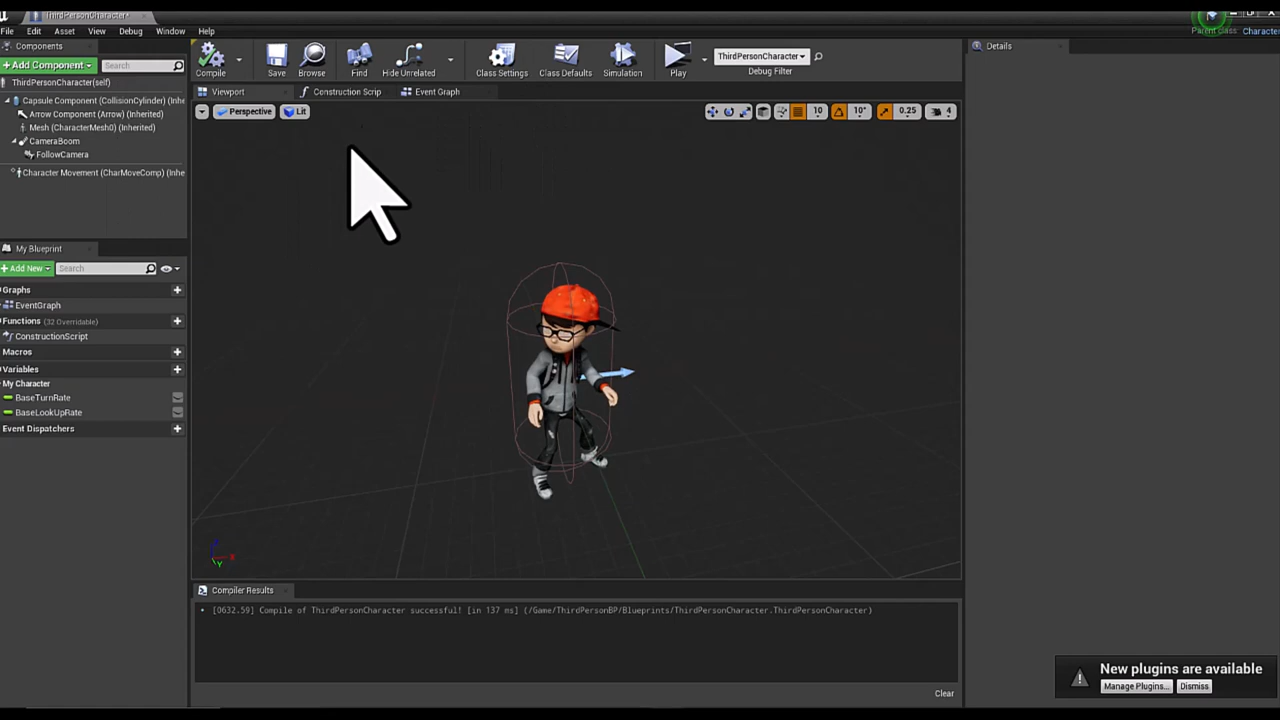 ThirdPersonCharacter*
File Edit Asset View Debug Window Help
Parent class: Character
Components
+Add Component
Search
ThirdPersonCharacter(self)
Capsule Component (CollisionCylinder) (Inhe
Arrow Component (Arrow) (Inherited)
Mesh (CharacterMesh0) (Inherited)
CameraBoom
FollowCamera
Character Movement (CharMoveComp) (Inhe
My Blueprint
+Add New
Search
Graphs
EventGraph
Functions (32 Overridable)
ConstructionScript
Macros
Variables
My Character
BaseTurnRate
BaseLookUpRate
Event Dispatchers
Compile
Save
Browse
Find
Hide Unrelated
Class Settings
Class Defaults
Simulation
Play
ThirdPersonCharacter
Debug Filter
Viewport
Construction Scrip
Event Graph
Perspective
Lit
10
10°
0.25
4
Z
X
Y
Compiler Results
[0632.59] Compile of ThirdPersonCharacter successful! [in 137 ms] (/Game/ThirdPersonBP/Blueprints/ThirdPersonCharacter.ThirdPersonCharacter)
Clear
Details
New plugins are available
Manage Plugins...
Dismiss